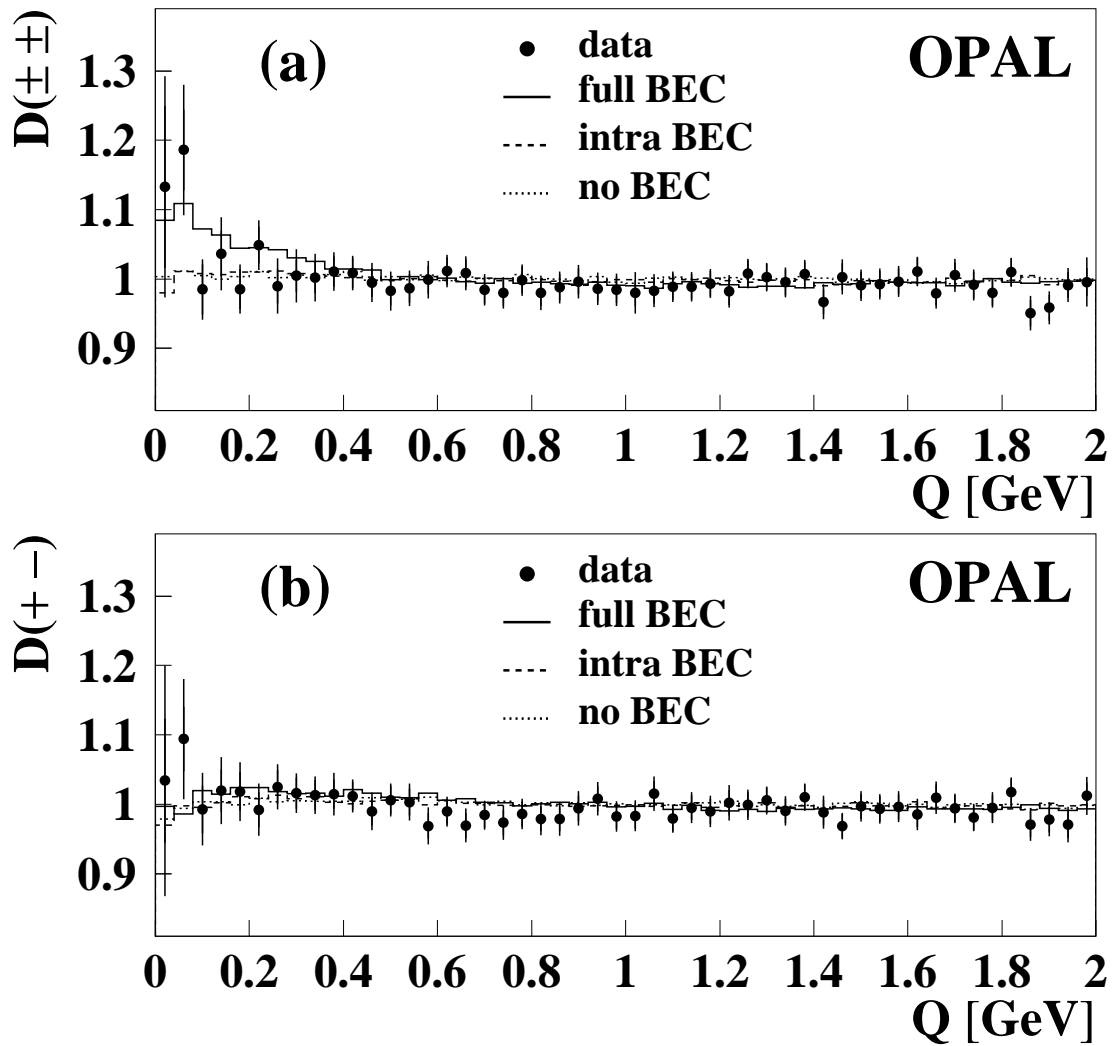 D(± ±)
(a)
data
full BEC
intra BEC
no BEC
OPAL
1.3
1.2
1.1
1
0.9
0 0.2 0.4 0.6 0.8 1 1.2 1.4 1.6 1.8 2
Q [GeV]
D(+ −)
(b)
data
full BEC
intra BEC
no BEC
OPAL
1.3
1.2
1.1
1
0.9
0 0.2 0.4 0.6 0.8 1 1.2 1.4 1.6 1.8 2
Q [GeV]